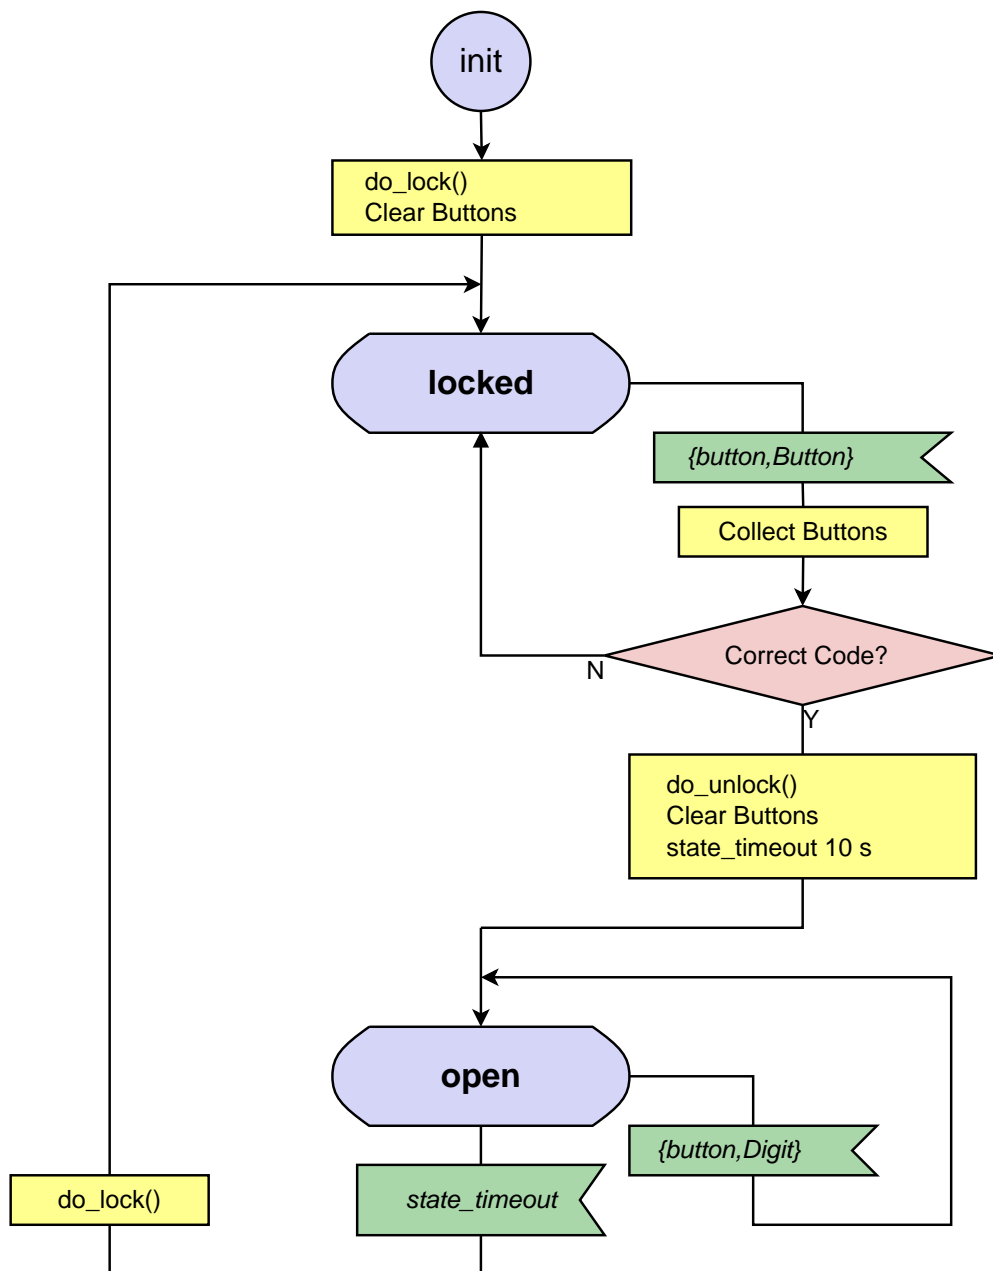 init
do_lock()
Clear Buttons
locked
{button,Button}
Collect Buttons
Correct Code?
N
Y
do_unlock()
Clear Buttons
state_timeout 10 s
open
{button,Digit}
do_lock()
state_timeout